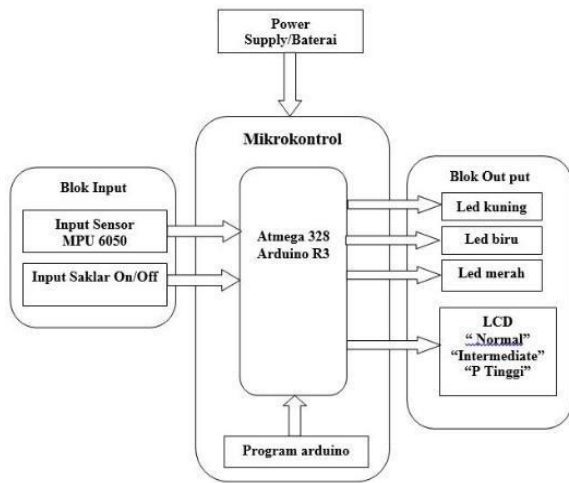 Power
Supply/Baterai
Mikrokontrol
Blok Input
Input Sensor
MPU 6050
Input Saklar On/Off
Atmega 328
Arduino R3
Program arduino
Blok Out put
Led kuning
Led biru
Led merah
LCD
“ Normal”
“Intermediate”
“P Tinggi”